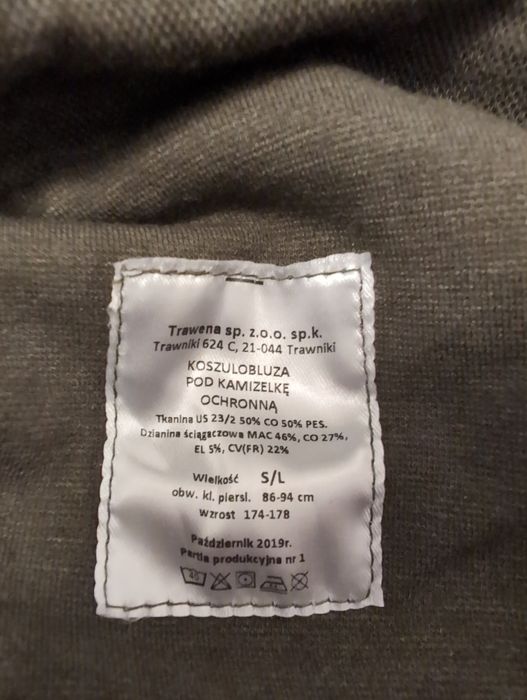 Trawena sp. z.o.o. sp.k.
Trawniki 624 C, 21-044 Trawniki
KOSZULOBLUZA
POD KAMIZELKĘ
OCHRONNĄ
Tkanina US 23/2 50% CO 50% PES.
Dzianina ściągaczowa MAC 46%, CO 27%,
EL 5%, CV(FR) 22%
Wielkość S/L
obw. kl. piersl. 86-94 cm
Wzrost 174-178
Październik 2019r.
Partia produkcyjna nr 1
40